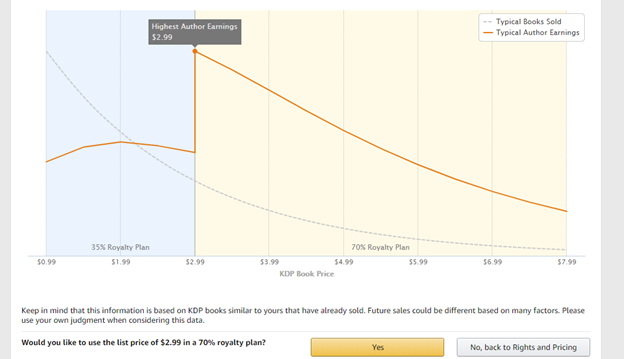 Highest Author Earnings
$2.99
Typical Books Sold
Typical Author Earnings
35% Royalty Plan
70% Royalty Plan
$0.99 $1.99 $2.99 $3.99 $4.99 $5.99 $6.99 $7.99
KDP Book Price
Keep in mind that this information is based on KDP books similar to yours that have already sold. Future sales could be different based on many factors. Please
use your own judgment when considering this data.
Would you like to use the list price of $2.99 in a 70% royalty plan?
Yes
No, back to Rights and Pricing